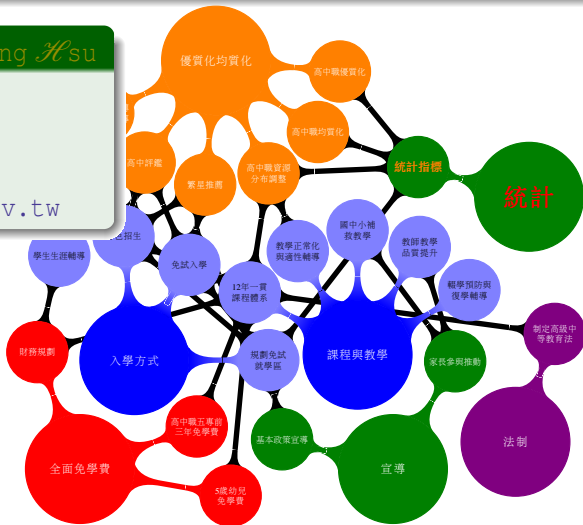 ng Hsu
v.tw
優質化均質化
高中職優質化
高中職均質化
高中評鑑
繁星推薦
高中職資源
分布調整
統計指標
統計
學生生涯輔導
色招生
免試入學
教學正常化
與適性輔導
國中小補
救教學
教師教學
品質提升
輟學預防與
復學輔導
12年一貫
課程體系
財務規劃
入學方式
規劃免試
就學區
課程與教學
家長參與推動
制定高級中
等教育法
高中職五專前
三年免學費
基本政策宣導
全面免學費
5歲幼兒
免學費
宣導
法制